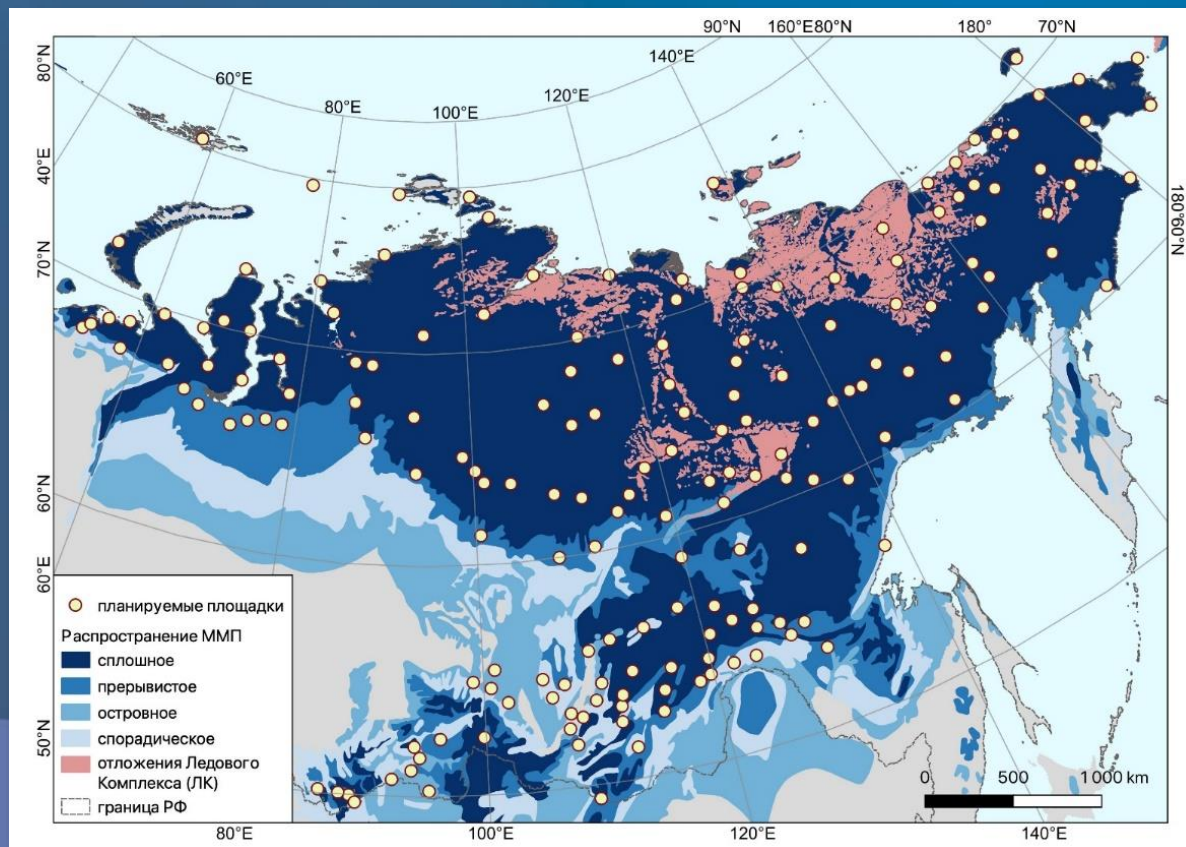 90°N 160°E 80°N 180° 70°N
80°N
60°E
140°E
80°E
120°E
100°E
40°E
70°N
180°
60°N
60°N
60°E
50°N
планируемые площадки
Распространение ММП
сплошное
прерывистое
островное
спорадическое
отложения Ледового
Комплекса (ЛК)
граница РФ
0 500 1 000 km
80°E 100°E 120°E 140°E